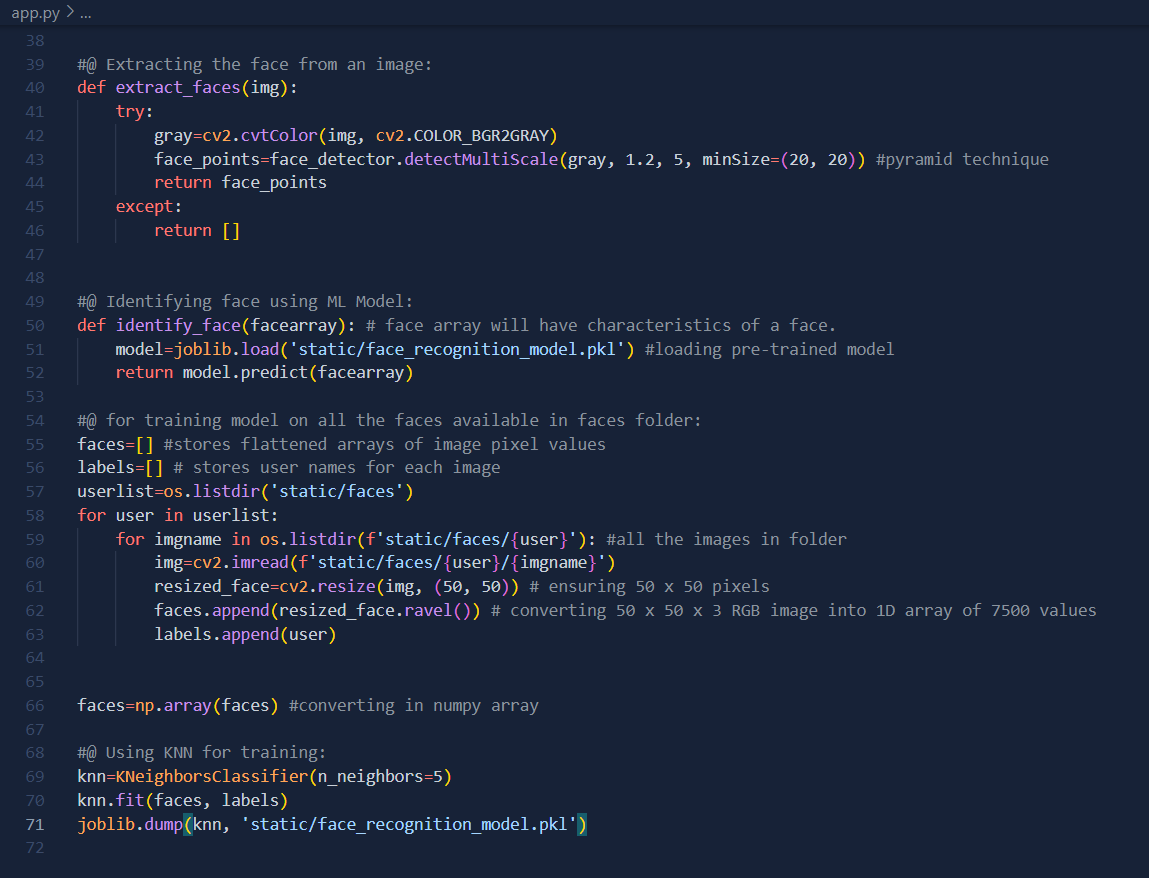 app.py > ...
38
39 #@ Extracting the face from an image:
40 def extract_faces(img):
41     try:
42         gray=cv2.cvtColor(img, cv2.COLOR_BGR2GRAY)
43         face_points=face_detector.detectMultiScale(gray, 1.2, 5, minSize=(20, 20)) #pyramid technique
44         return face_points
45     except:
46         return []
47
48
49 #@ Identifying face using ML Model:
50 def identify_face(facearray): # face array will have characteristics of a face.
51     model=joblib.load('static/face_recognition_model.pkl') #loading pre-trained model
52     return model.predict(facearray)
53
54 #@ for training model on all the faces available in faces folder:
55 faces=[] #stores flattened arrays of image pixel values
56 labels=[] # stores user names for each image
57 userlist=os.listdir('static/faces')
58 for user in userlist:
59     for imgname in os.listdir(f'static/faces/{user}'): #all the images in folder
60         img=cv2.imread(f'static/faces/{user}/{imgname}')
61         resized_face=cv2.resize(img, (50, 50)) # ensuring 50 x 50 pixels
62         faces.append(resized_face.ravel()) # converting 50 x 50 x 3 RGB image into 1D array of 7500 values
63         labels.append(user)
64
65
66 faces=np.array(faces) #converting in numpy array
67
68 #@ Using KNN for training:
69 knn=KNeighborsClassifier(n_neighbors=5)
70 knn.fit(faces, labels)
71 joblib.dump(knn, 'static/face_recognition_model.pkl')
72